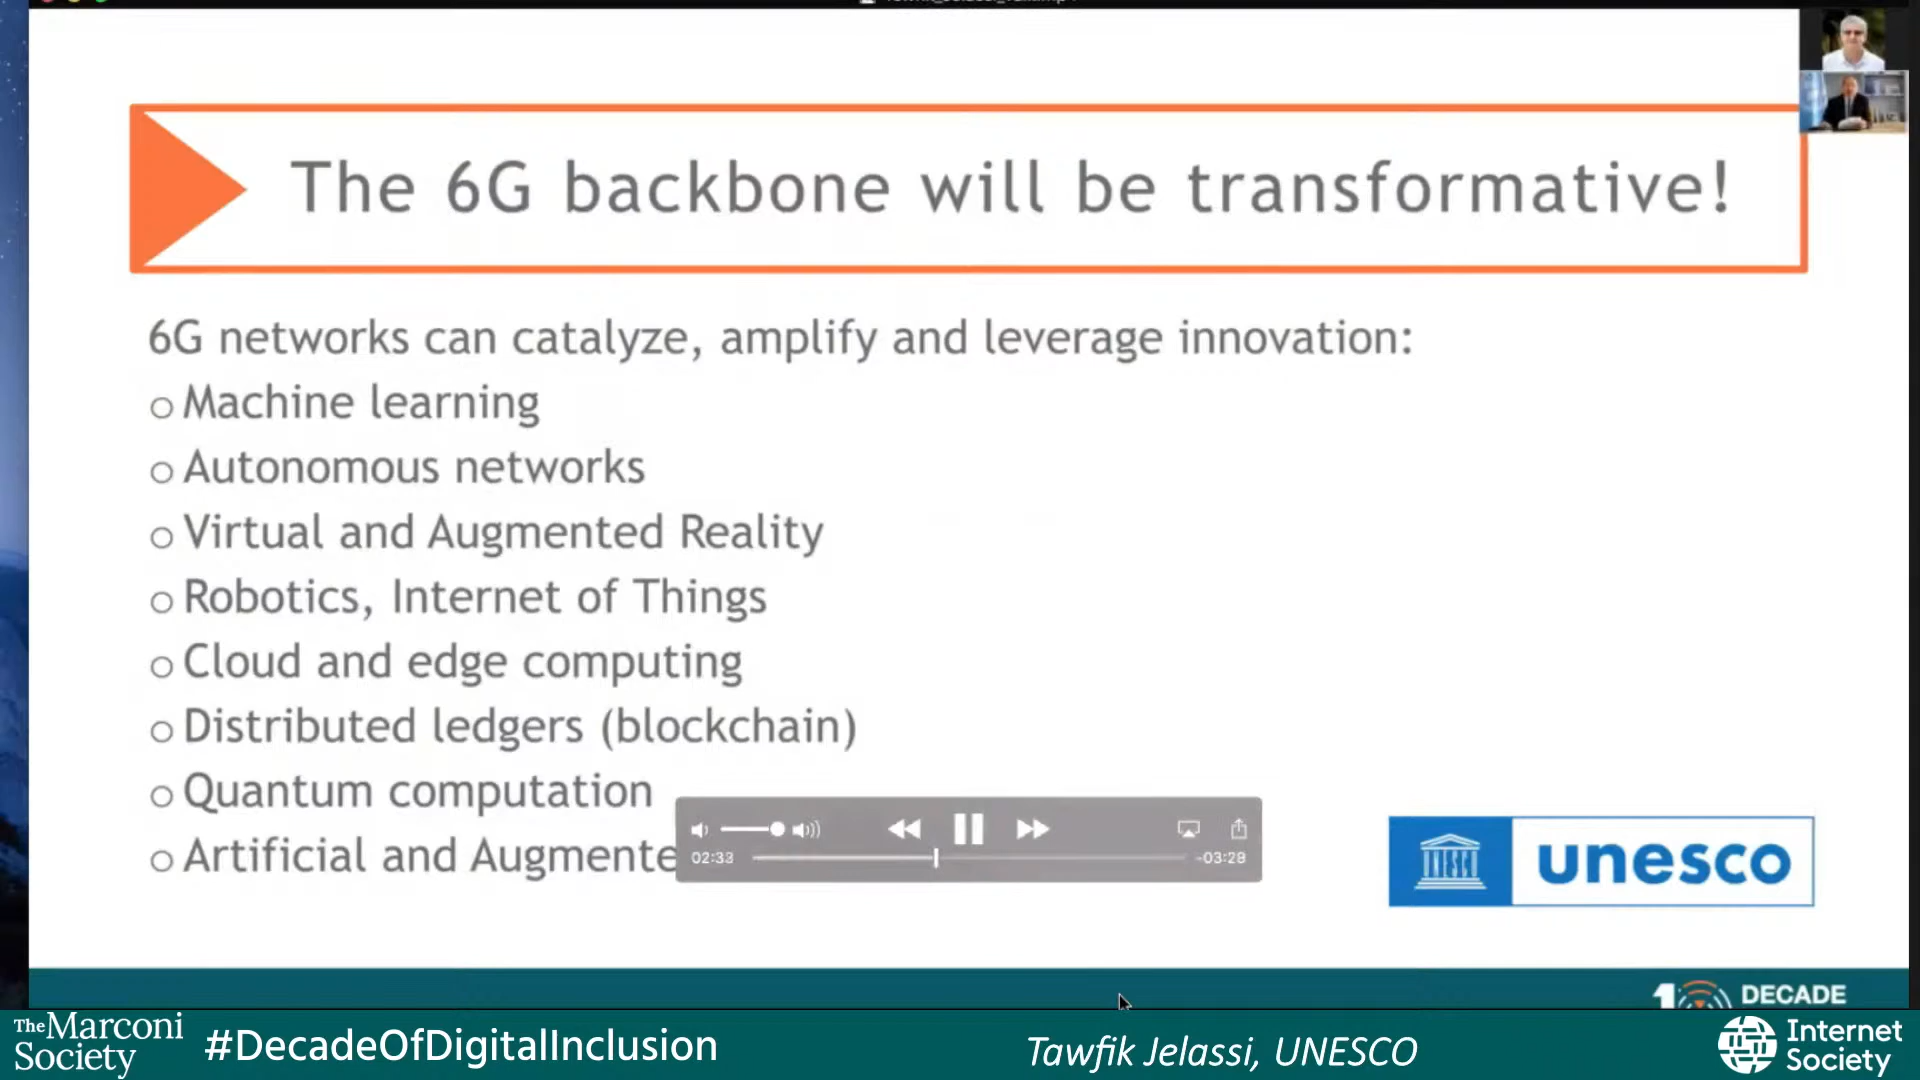 The 6G backbone will be transformative!
6G networks can catalyze, amplify and leverage innovation:
o Machine learning
o Autonomous networks
o Virtual and Augmented Reality
o Robotics, Internet of Things
o Cloud and edge computing
o Distributed ledgers (blockchain)
o Quantum computation
o Artificial and Augmente
02:33
-03:28
unesco
DECADE
The Marconi
Society
#DecadeOfDigitalInclusion
Tawfik Jelassi, UNESCO
Internet
Society